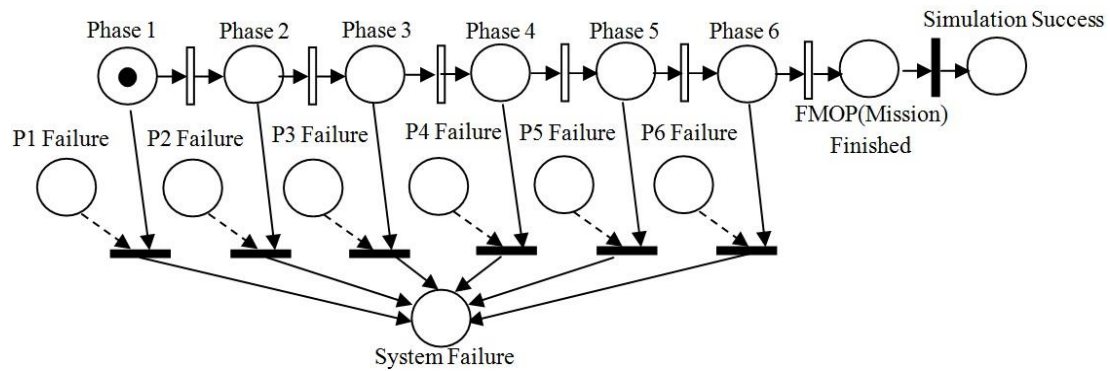 Simulation Success
Phase 1
Phase 2
Phase 3
Phase 4
Phase 5
Phase 6
FMOP(Mission)
Finished
P1 Failure
P2 Failure
P3 Failure
P4 Failure
P5 Failure
P6 Failure
System Failure